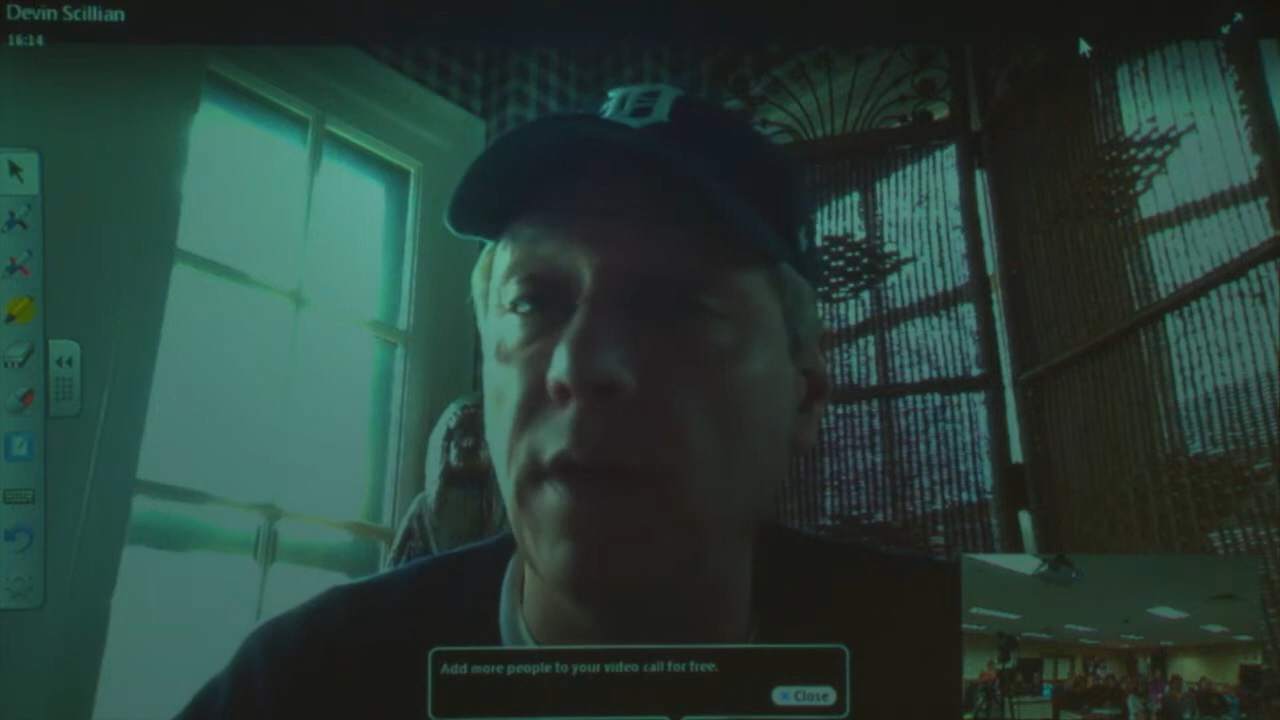 Devin Scillian
16:14
D
Add more people to your video call for free.
× Close